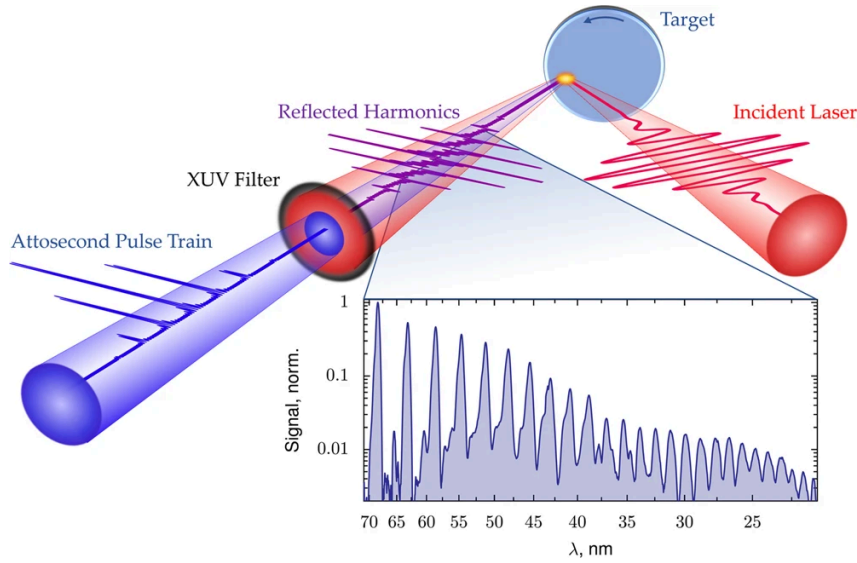 Target
Reflected Harmonics
Incident Laser
XUV Filter
Attosecond Pulse Train
1
0.1
0.01
Signal, norm.
70 65 60 55 50 45 40 35 30 25
λ, nm